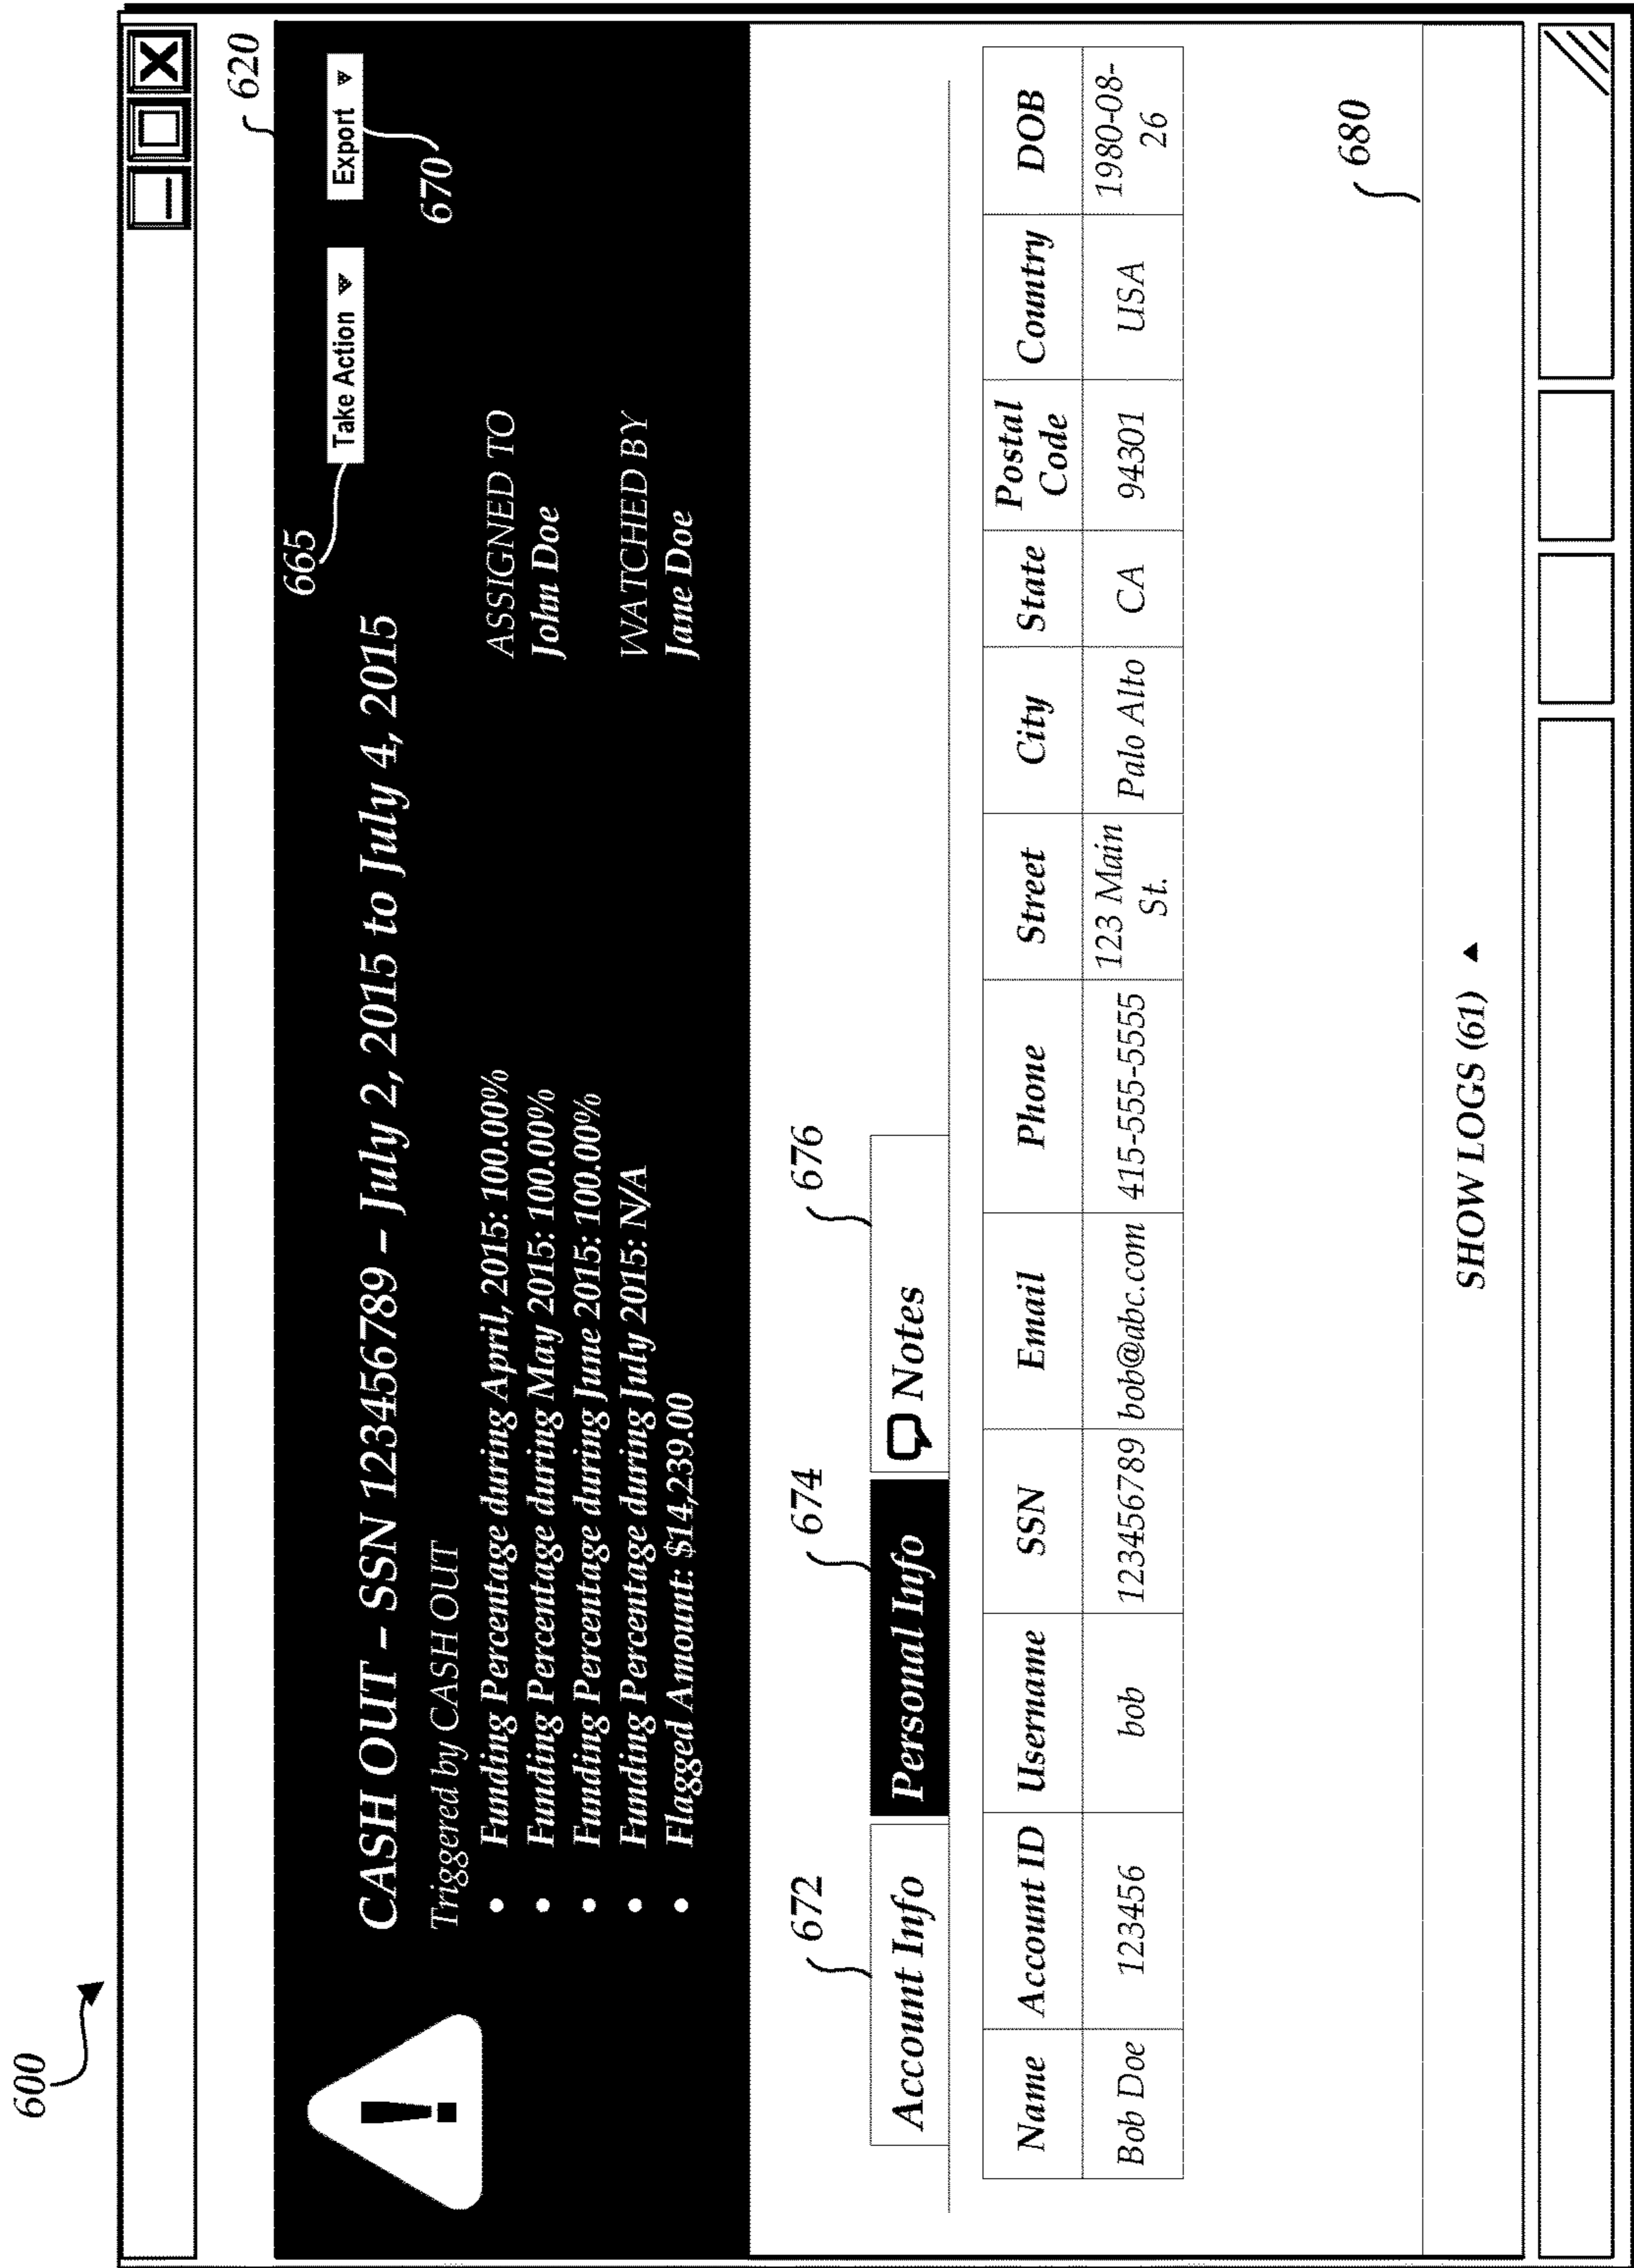 600
620
CASH OUT – SSN 123456789 – July 2, 2015 to July 4, 2015
665
Take Action
Export
670
Triggered by CASH OUT
• Funding Percentage during April, 2015: 100.00%
• Funding Percentage during May 2015: 100.00%
• Funding Percentage during June 2015: 100.00%
• Funding Percentage during July 2015: N/A
• Flagged Amount: $14,239.00
ASSIGNED TO
John Doe
WATCHED BY
Jane Doe
672
674
676
Account Info
Personal Info
Notes
Name Account ID Username SSN Email Phone Street City State Postal Code Country DOB
Bob Doe 123456 bob 123456789 bob@abc.com 415-555-5555 123 Main St. Palo Alto CA 94301 USA 1980-08-26
680
SHOW LOGS (61)